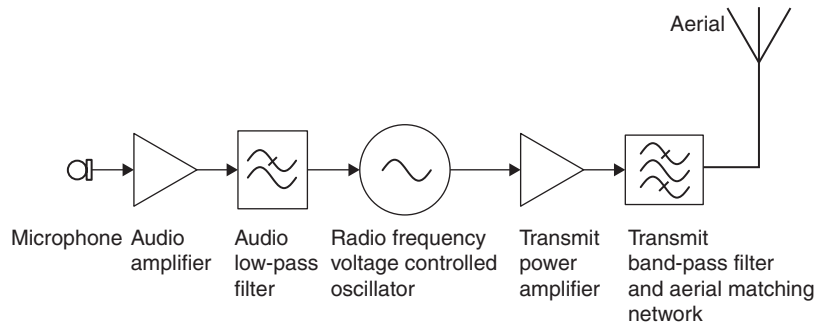 Aerial
Microphone
Audio
amplifier
Audio
low-pass
filter
Radio frequency
voltage controlled
oscillator
Transmit
power
amplifier
Transmit
band-pass filter
and aerial matching
network